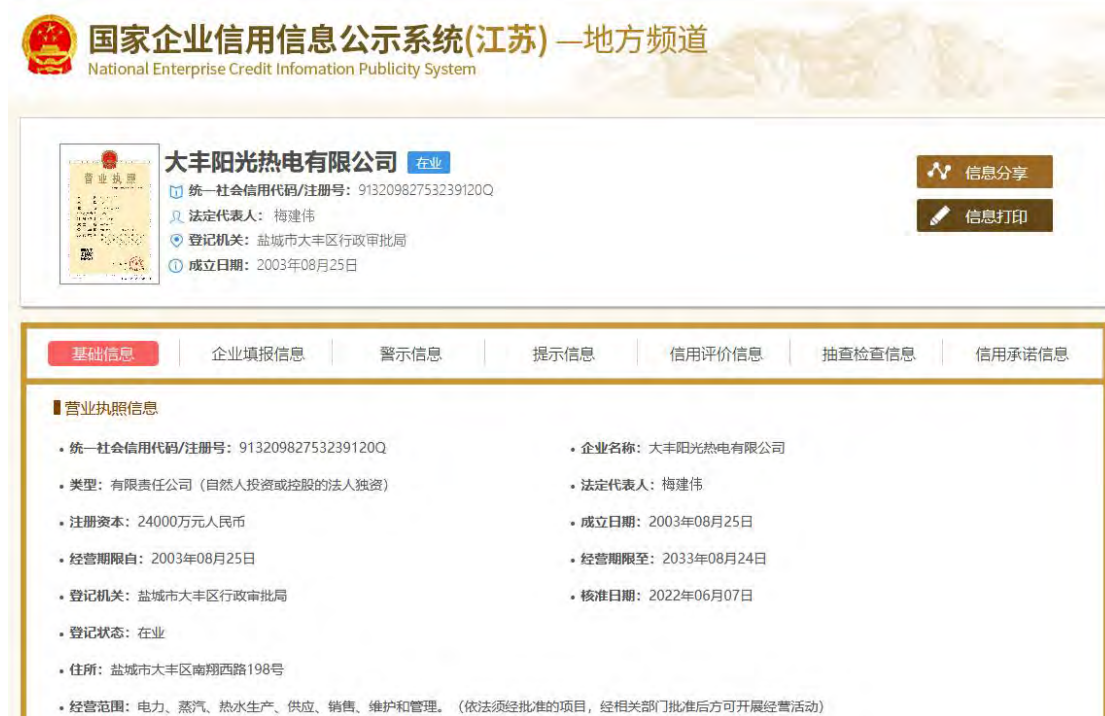 国家企业信用信息公示系统(江苏) —地方频道
National Enterprise Credit Infomation Publicity System
营业执照
大丰阳光热电有限公司 在业
统一社会信用代码/注册号：91320982753239120Q
法定代表人：梅建伟
登记机关：盐城市大丰区行政审批局
成立日期：2003年08月25日
信息分享
信息打印
基础信息 企业填报信息 警示信息 提示信息 信用评价信息 抽查检查信息 信用承诺信息
营业执照信息
· 统一社会信用代码/注册号：91320982753239120Q · 企业名称：大丰阳光热电有限公司
· 类型：有限责任公司（自然人投资或控股的法人独资） · 法定代表人：梅建伟
· 注册资本：24000万元人民币 · 成立日期：2003年08月25日
· 经营期限自：2003年08月25日 · 经营期限至：2033年08月24日
· 登记机关：盐城市大丰区行政审批局 · 核准日期：2022年06月07日
· 登记状态：在业
· 住所：盐城市大丰区南翔西路198号
· 经营范围：电力、蒸汽、热水生产、供应、销售、维护和管理。（依法须经批准的项目，经相关部门批准后方可开展经营活动）